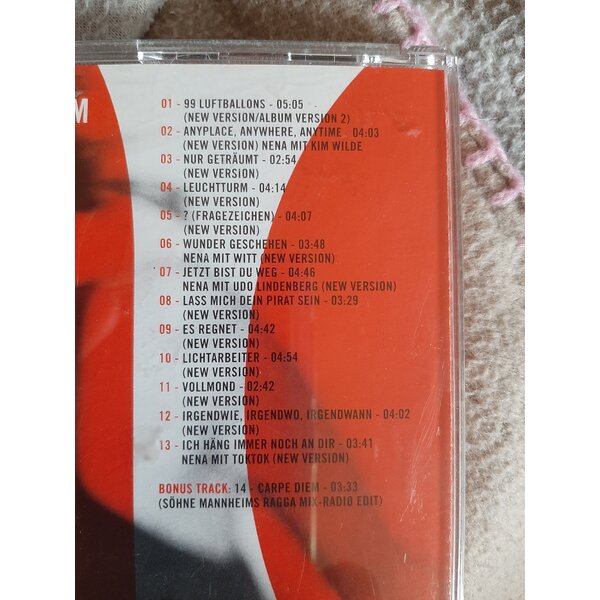 M
01 - 99 LUFTBALLONS - 05:05
(NEW VERSION/ALBUM VERSION 2)
02 - ANYPLACE, ANYWHERE, ANYTIME - 04:03
(NEW VERSION) NENA MIT KIM WILDE
03 - NUR GETRÄUMT - 02:54
(NEW VERSION)
04 - LEUCHTTURM - 04:14
(NEW VERSION)
05 - ? (FRAGEZEICHEN) - 04:07
(NEW VERSION)
06 - WUNDER GESCHEHEN - 03:48
NENA MIT WITT (NEW VERSION)
07 - JETZT BIST DU WEG - 04:46
NENA MIT UDO LINDENBERG (NEW VERSION)
08 - LASS MICH DEIN PIRAT SEIN - 03:29
(NEW VERSION)
09 - ES REGNET - 04:42
(NEW VERSION)
10 - LICHTARBEITER - 04:54
(NEW VERSION)
11 - VOLLMOND - 02:42
(NEW VERSION)
12 - IRGENDWIE, IRGENDWO, IRGENDWANN - 04:02
(NEW VERSION)
13 - ICH HÄNG IMMER NOCH AN DIR - 03:41
NENA MIT TOKTOK (NEW VERSION)
BONUS TRACK: 14 - CARPE DIEM - 03:33
(SÖHNE MANNHEIMS RAGGA MIX-RADIO EDIT)